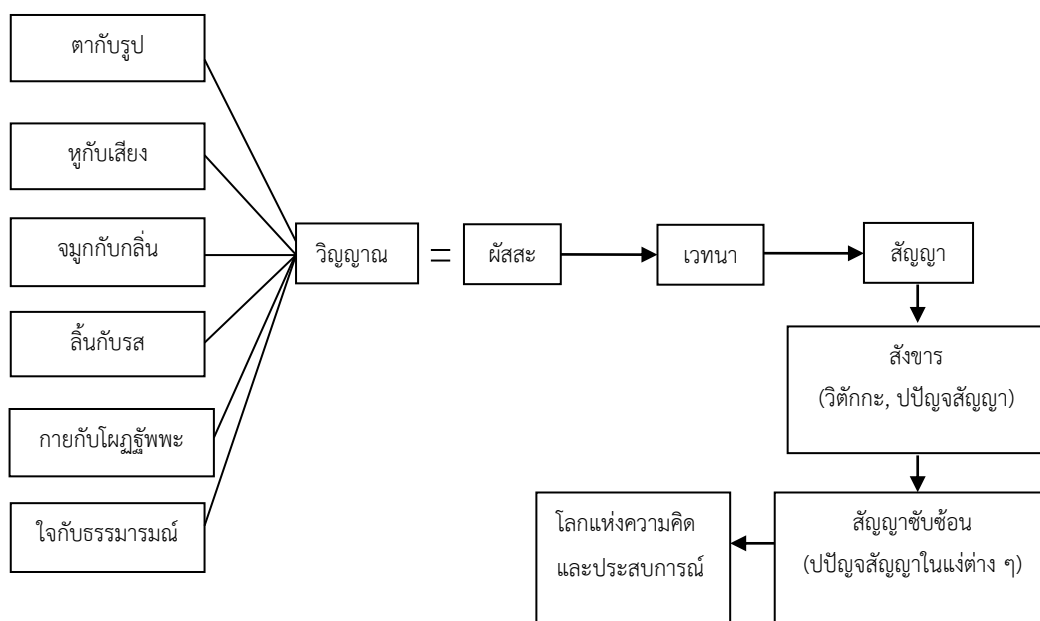 ตากับรูป
หูกับเสียง
จมูกกับกลิ่น
ลิ้นกับรส
กายกับโผฏฐัพพะ
ใจกับธรรมารมณ์
วิญญาณ
=
ผัสสะ
เวทนา
สัญญา
สังขาร
(วิตักกะ, ปปัญจสัญญา)
สัญญาซับซ้อน
(ปปัญจสัญญาในแง่ต่าง ๆ)
โลกแห่งความคิด
และประสบการณ์